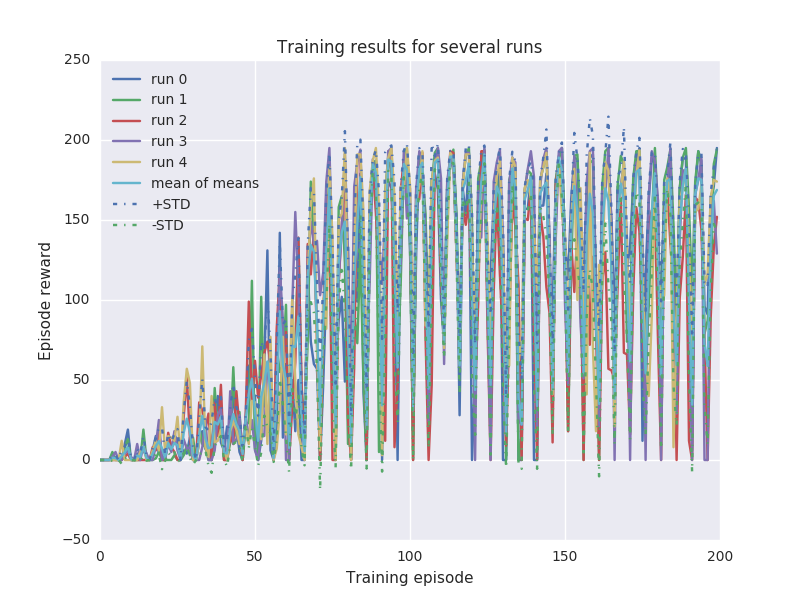 Training results for several runs
250
200
150
100
50
0
−50
Episode reward
run 0
run 1
run 2
run 3
run 4
mean of means
+STD
-STD
0 50 100 150 200
Training episode